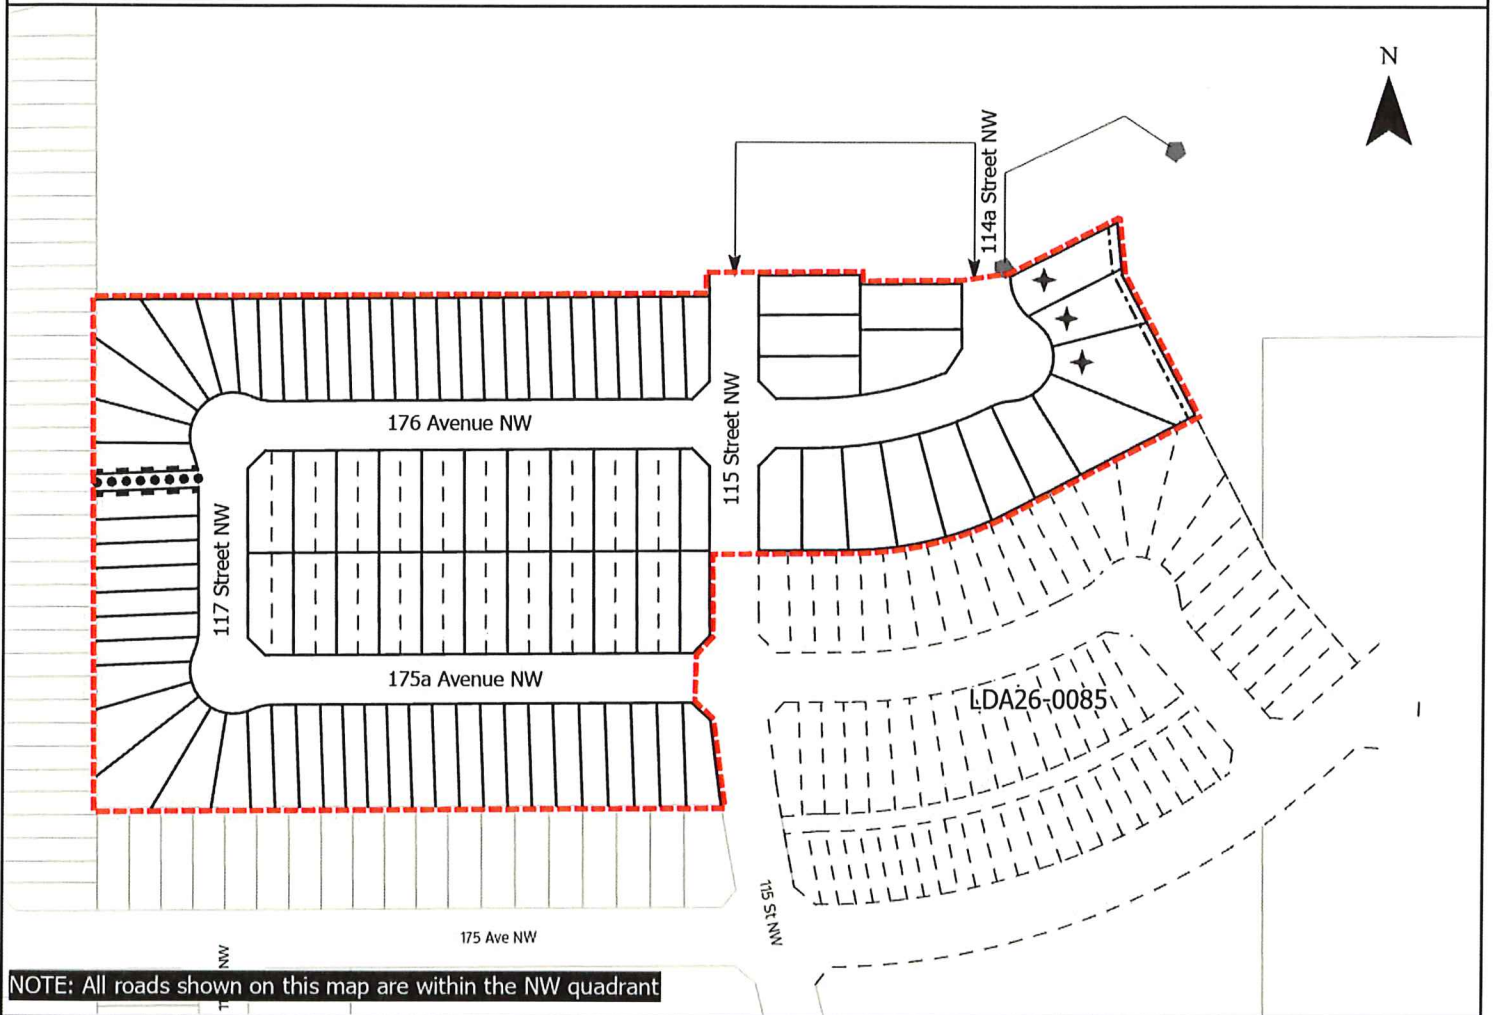 N
114a Street NW
176 Avenue NW
115 Street NW
117 Street NW
175a Avenue NW
LDA26-0085
115 St NW
175 Ave NW
NW
NOTE: All roads shown on this map are within the NW quadrant